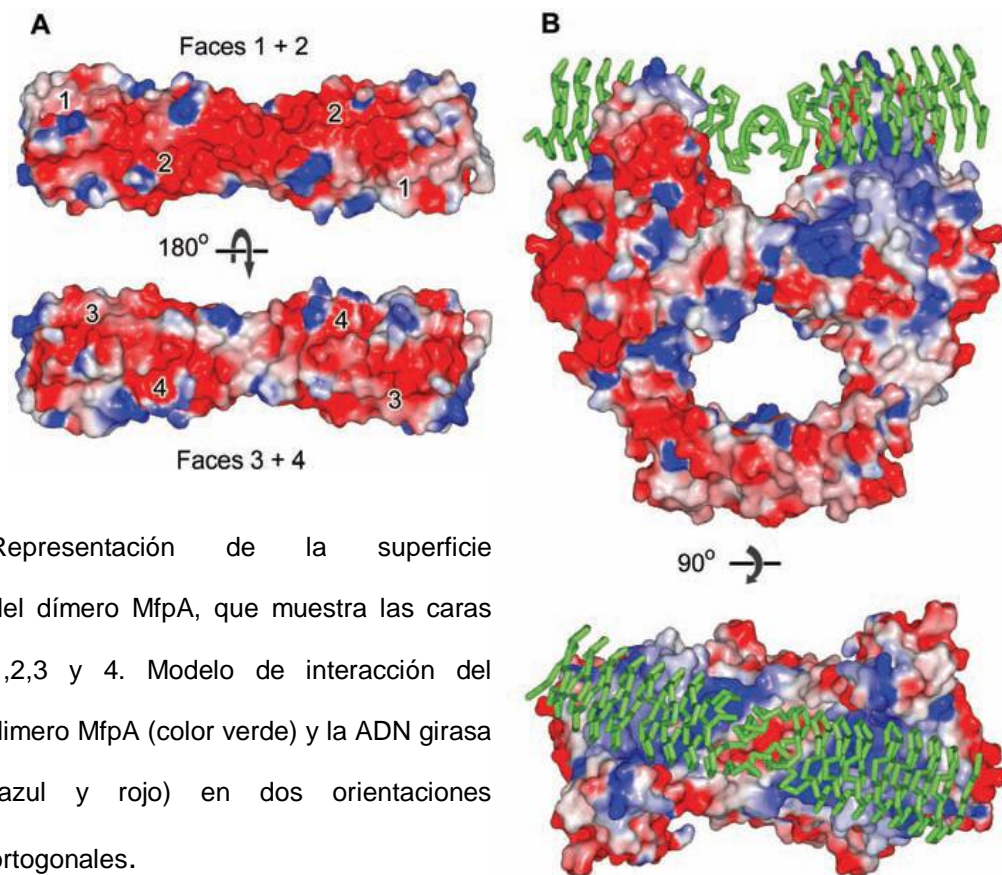 A
Faces 1 + 2
1
2
2
1
180°
3
4
4
3
Faces 3 + 4
B
90°
Representación de la superficie
del dímero MfpA, que muestra las caras
,2,3 y 4. Modelo de interacción del
dimero MfpA (color verde) y la ADN girasa
azul y rojo) en dos orientaciones
ortogonales.